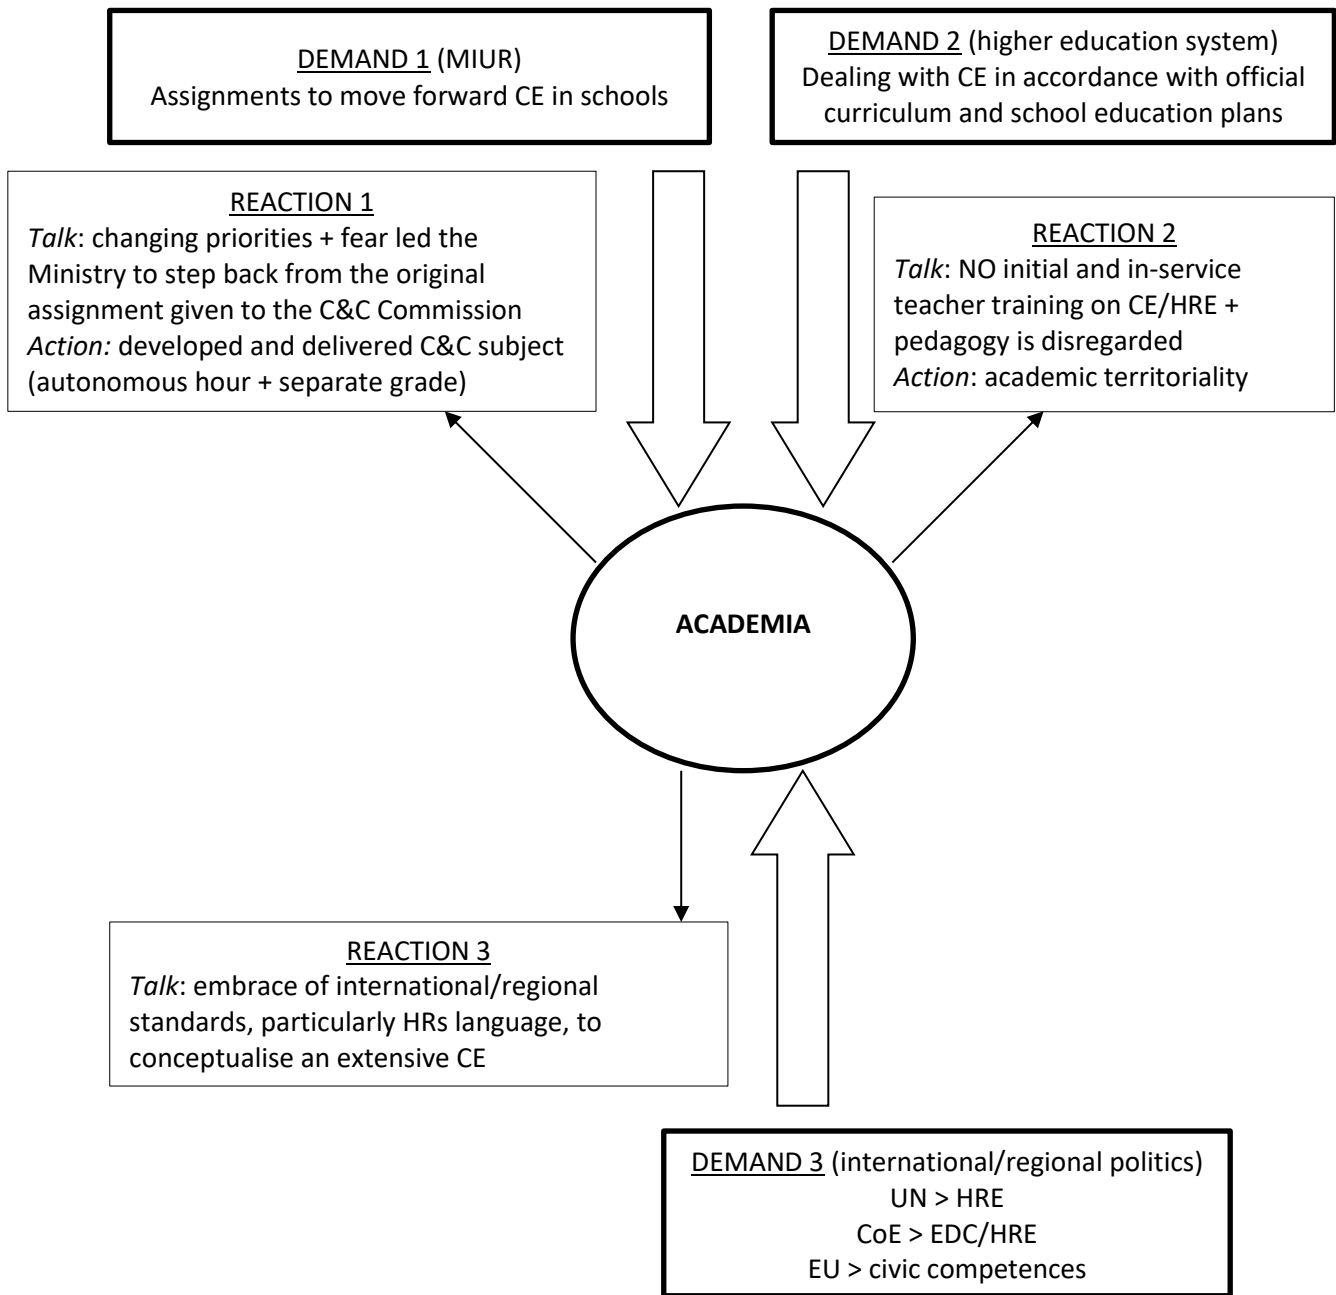 DEMAND 1 (MIUR)
Assignments to move forward CE in schools
DEMAND 2 (higher education system)
Dealing with CE in accordance with official
curriculum and school education plans
REACTION 1
Talk: changing priorities + fear led the
Ministry to step back from the original
assignment given to the C&C Commission
Action: developed and delivered C&C subject
(autonomous hour + separate grade)
REACTION 2
Talk: NO initial and in-service
teacher training on CE/HRE +
pedagogy is disregarded
Action: academic territoriality
ACADEMIA
REACTION 3
Talk: embrace of international/regional
standards, particularly HRs language, to
conceptualise an extensive CE
DEMAND 3 (international/regional politics)
UN > HRE
CoE > EDC/HRE
EU > civic competences